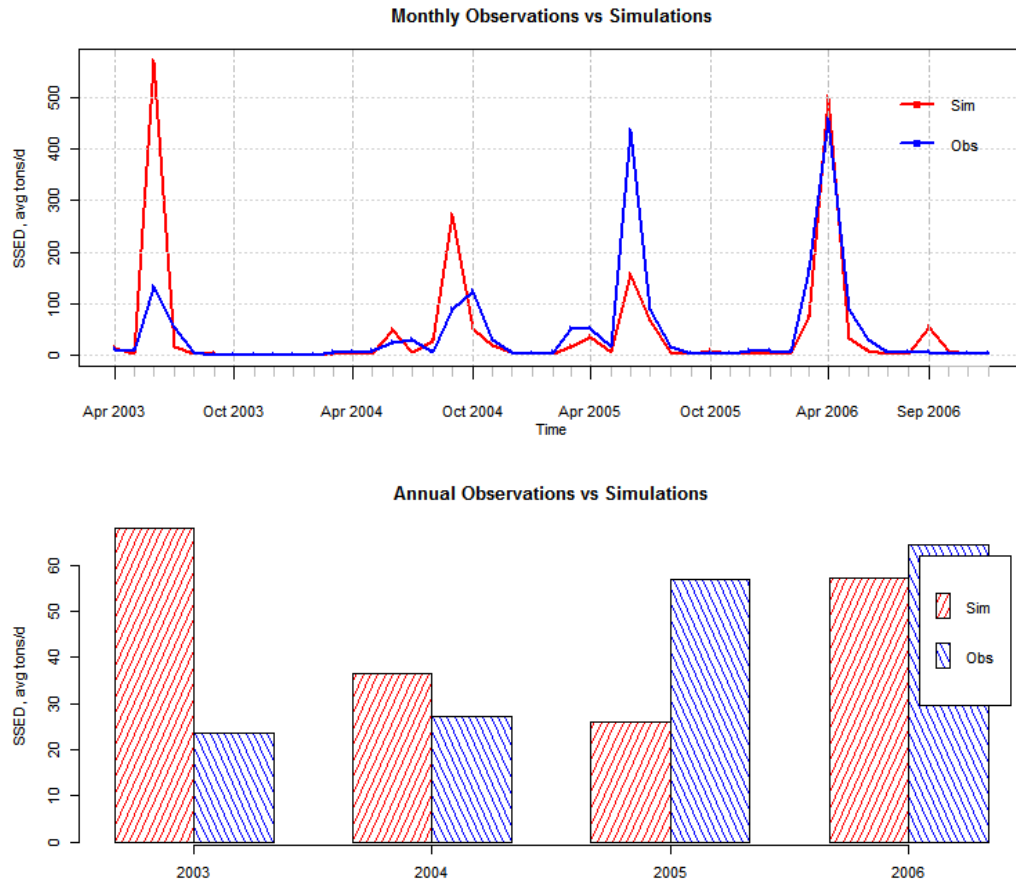 Monthly Observations vs Simulations
SSED, avg tons/d
500
400
300
200
100
0
Sim
Obs
Apr 2003 Oct 2003 Apr 2004 Oct 2004 Apr 2005 Oct 2005 Apr 2006 Sep 2006
Time
Annual Observations vs Simulations
SSED, avg tons/d
60
50
40
30
20
10
0
Sim
Obs
2003 2004 2005 2006